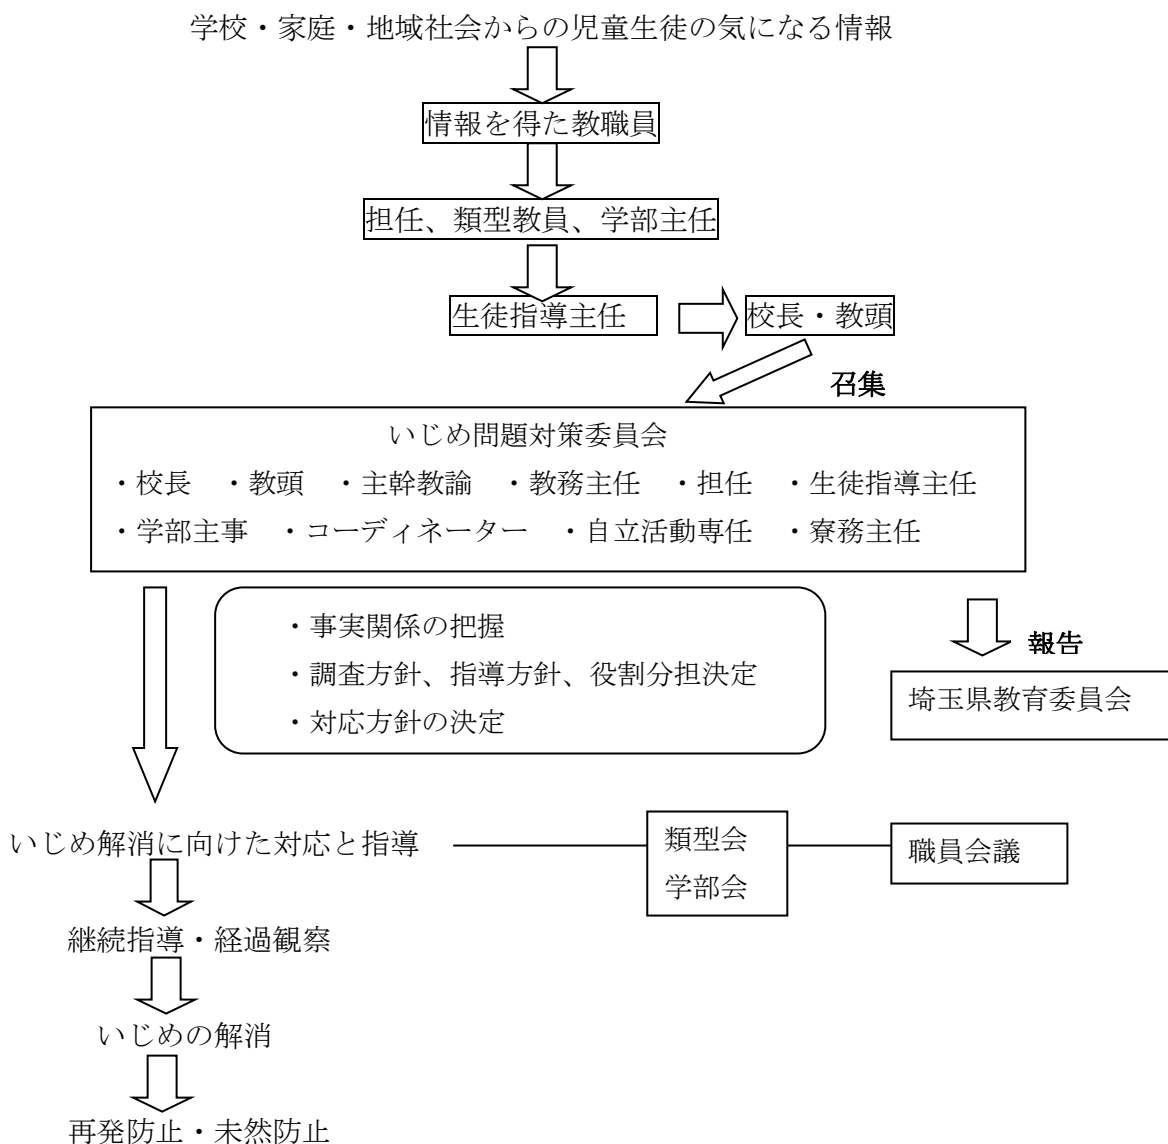 学校・家庭・地域社会からの児童生徒の気になる情報
情報を得た教職員
担任、類型教員、学部主任
生徒指導主任
校長・教頭
召集
いじめ問題対策委員会
・校長　・教頭　・主幹教諭　・教務主任　・担任　・生徒指導主任
・学部主事　・コーディネーター　・自立活動専任　・寮務主任
・事実関係の把握
・調査方針、指導方針、役割分担決定
・対応方針の決定
報告
埼玉県教育委員会
いじめ解消に向けた対応と指導
類型会
学部会
職員会議
継続指導・経過観察
いじめの解消
再発防止・未然防止